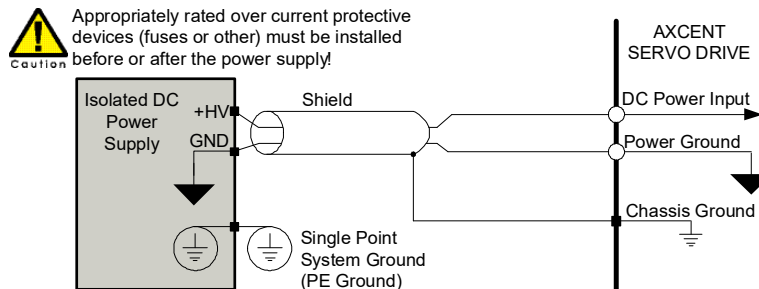 Appropriately rated over current protective
devices (fuses or other) must be installed
before or after the power supply!
Caution
AXCENT
SERVO DRIVE
Isolated DC
Power
Supply
+HV
GND
Shield
DC Power Input
Power Ground
Chassis Ground
Single Point
System Ground
(PE Ground)